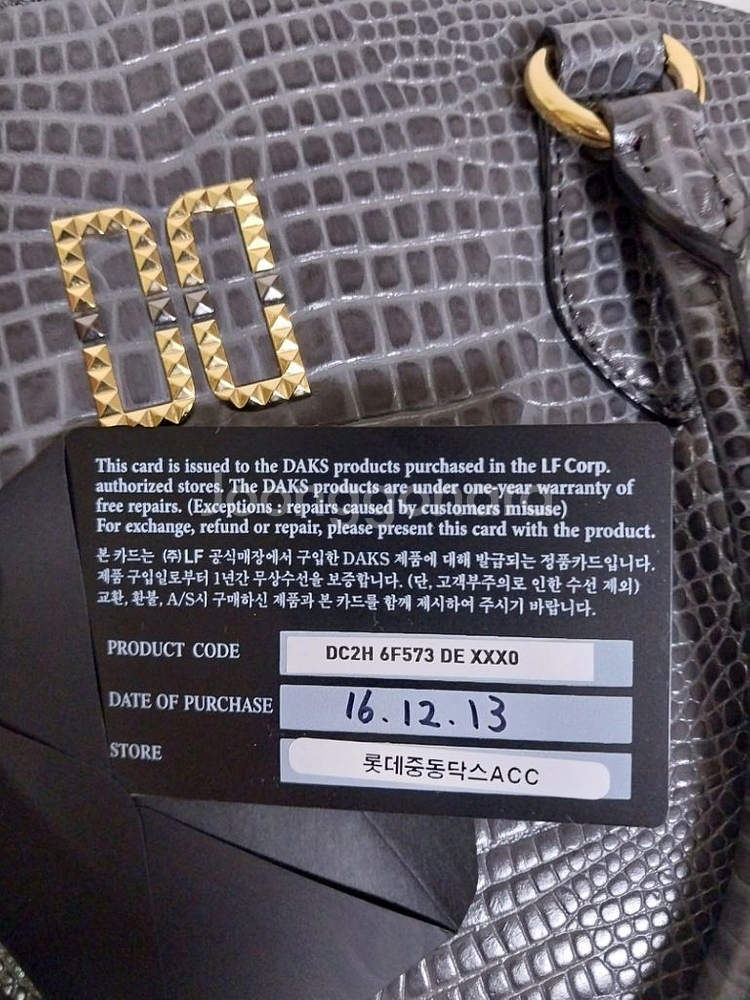 This card is issued to the DAKS products purchased in the LF Corp.
authorized stores. The DAKS products are under one-year warranty of
free repairs. (Exceptions : repairs caused by customers misuse)
For exchange, refund or repair, please present this card with the product.
본 카드는 (주)LF 공식매장에서 구입한 DAKS 제품에 대해 발급되는 정품카드입니다.
제품 구입일로부터 1년간 무상수선을 보증합니다. (단, 고객부주의로 인한 수선 제외)
교환, 환불, A/S시 구매하신 제품과 본 카드를 함께 제시하여 주시기 바랍니다.
PRODUCT CODE DC2H 6F573 DE XXX0
DATE OF PURCHASE 16.12.13
STORE 롯데중동닥스ACC